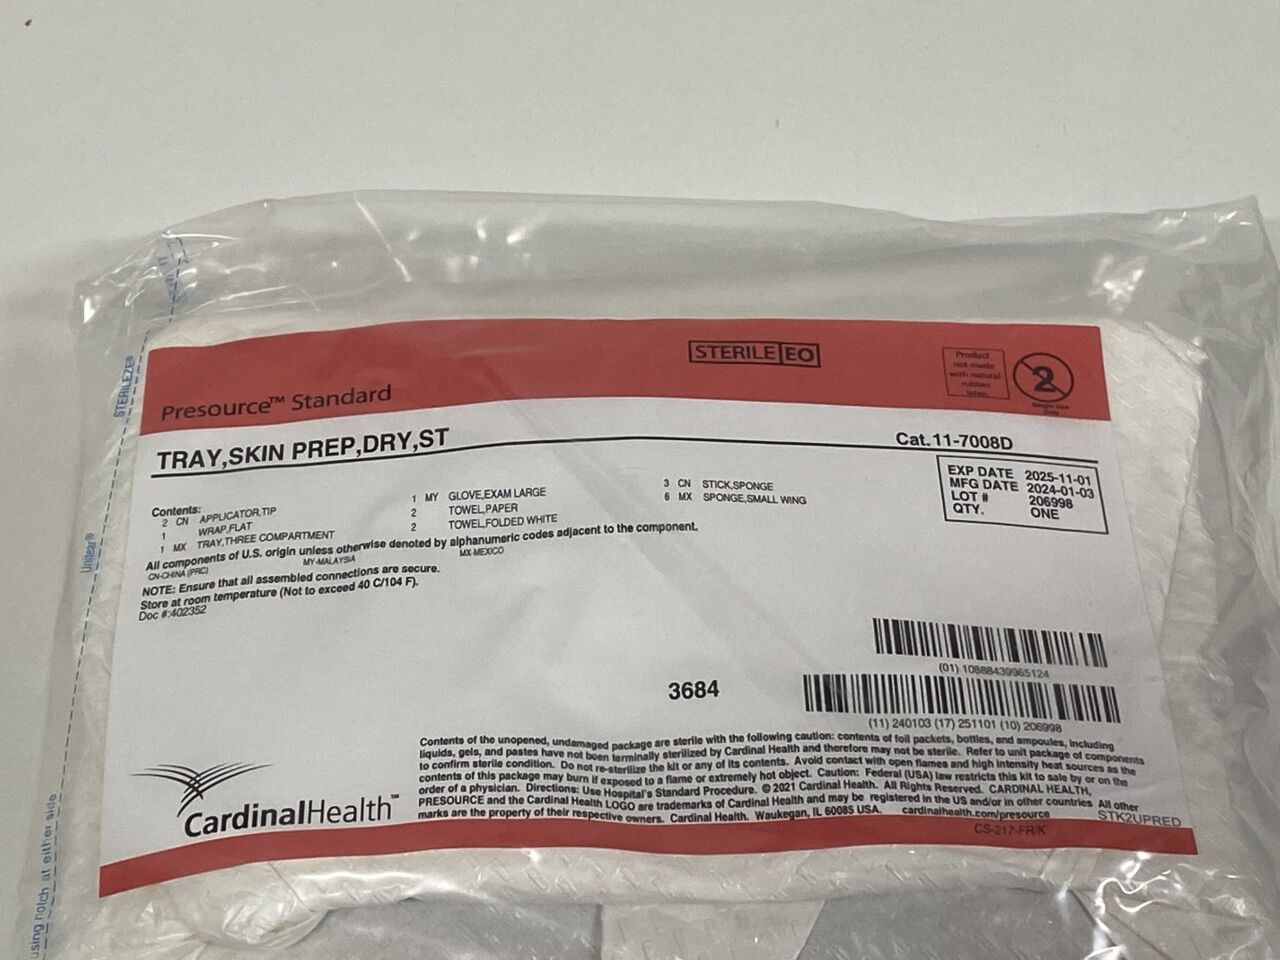 STERILE EO
Product
not made
with natural
rubber
latex.
2
Single Use
Only
Presource™ Standard
TRAY,SKIN PREP,DRY,ST
Cat.11-7008D
EXP DATE 2025-11-01
MFG DATE 2024-01-03
LOT # 206998
QTY. ONE
Contents:
2 CN APPLICATOR,TIP
1 WRAP,FLAT
1 MX TRAY,THREE COMPARTMENT
1 MY GLOVE,EXAM LARGE
2 TOWEL,PAPER
2 TOWEL,FOLDED WHITE
3 CN STICK,SPONGE
6 MX SPONGE,SMALL WING
All components of U.S. origin unless otherwise denoted by alphanumeric codes adjacent to the component.
CN-CHINA (PRC) MY-MALAYSIA MX-MEXICO
NOTE: Ensure that all assembled connections are secure.
Store at room temperature (Not to exceed 40 C/104 F).
Doc #:402352
(01) 10888439965124
3684
(11) 240103 (17) 251101 (10) 206998
Contents of the unopened, undamaged package are sterile with the following caution: contents of foil packets, bottles, and ampoules, including
liquids, gels, and pastes have not been terminally sterilized by Cardinal Health and therefore may not be sterile. Refer to unit package of components
to confirm sterile condition. Do not re-sterilize the kit or any of its contents. Avoid contact with open flames and high intensity heat sources as the
contents of this package may burn if exposed to a flame or extremely hot object. Caution: Federal (USA) law restricts this kit to sale by or on the
order of a physician. Directions: Use Hospital's Standard Procedure. © 2021 Cardinal Health. All Rights Reserved. CARDINAL HEALTH,
PRESOURCE and the Cardinal Health LOGO are trademarks of Cardinal Health and may be registered in the US and/or in other countries All other
marks are the property of their respective owners. Cardinal Health. Waukegan, IL 60085 USA. cardinalhealth.com/presource
STK2UPRED
CS-217-FR/K
CardinalHealth™
STERILEZE®
Unitear®
using notch at either side